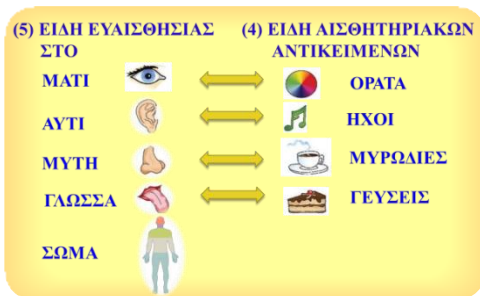 (5) ΕΙΔΗ ΕΥΑΙΣΘΗΣΙΑΣ ΣΤΟ
(4) ΕΙΔΗ ΑΙΣΘΗΤΗΡΙΑΚΩΝ ΑΝΤΙΚΕΙΜΕΝΩΝ
ΜΑΤΙ ΟΡΑΤΑ
ΑΥΤΙ ΗΧΟΙ
ΜΥΤΗ ΜΥΡΩΔΙΕΣ
ΓΛΩΣΣΑ ΓΕΥΣΕΙΣ
ΣΩΜΑ